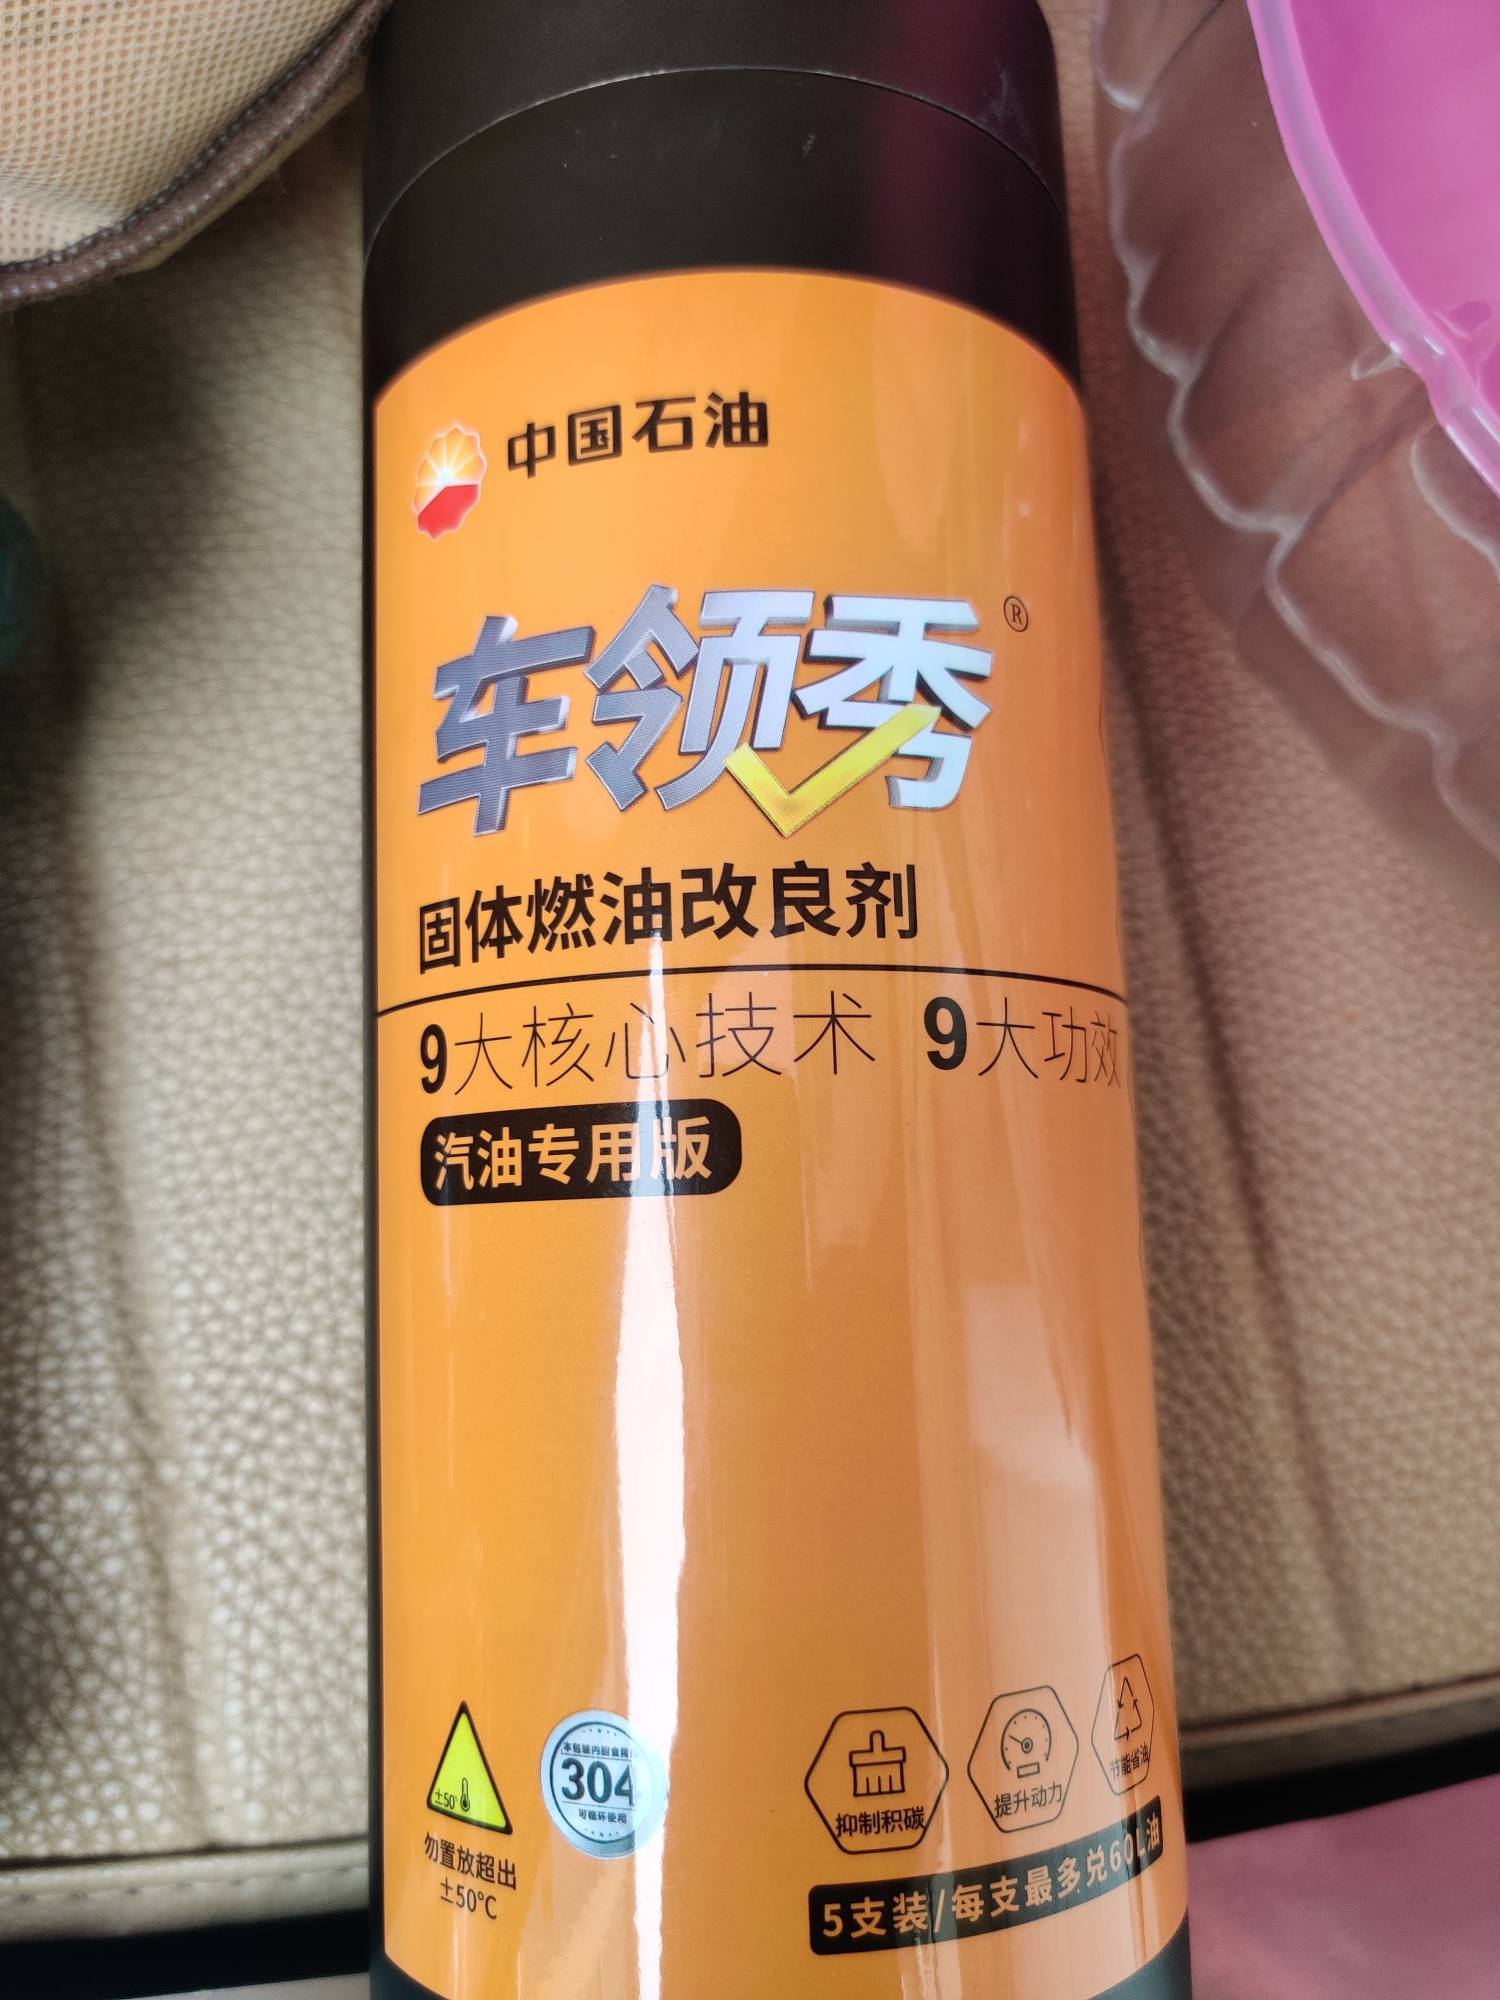 中国石油
车领秀®
固体燃油改良剂
9大核心技术 9大功效
汽油专用版
±50°
勿置放超出
±50℃
304
可循环使用
抑制积碳
提升动力
节能省油
5支装/每支最多兑60L油